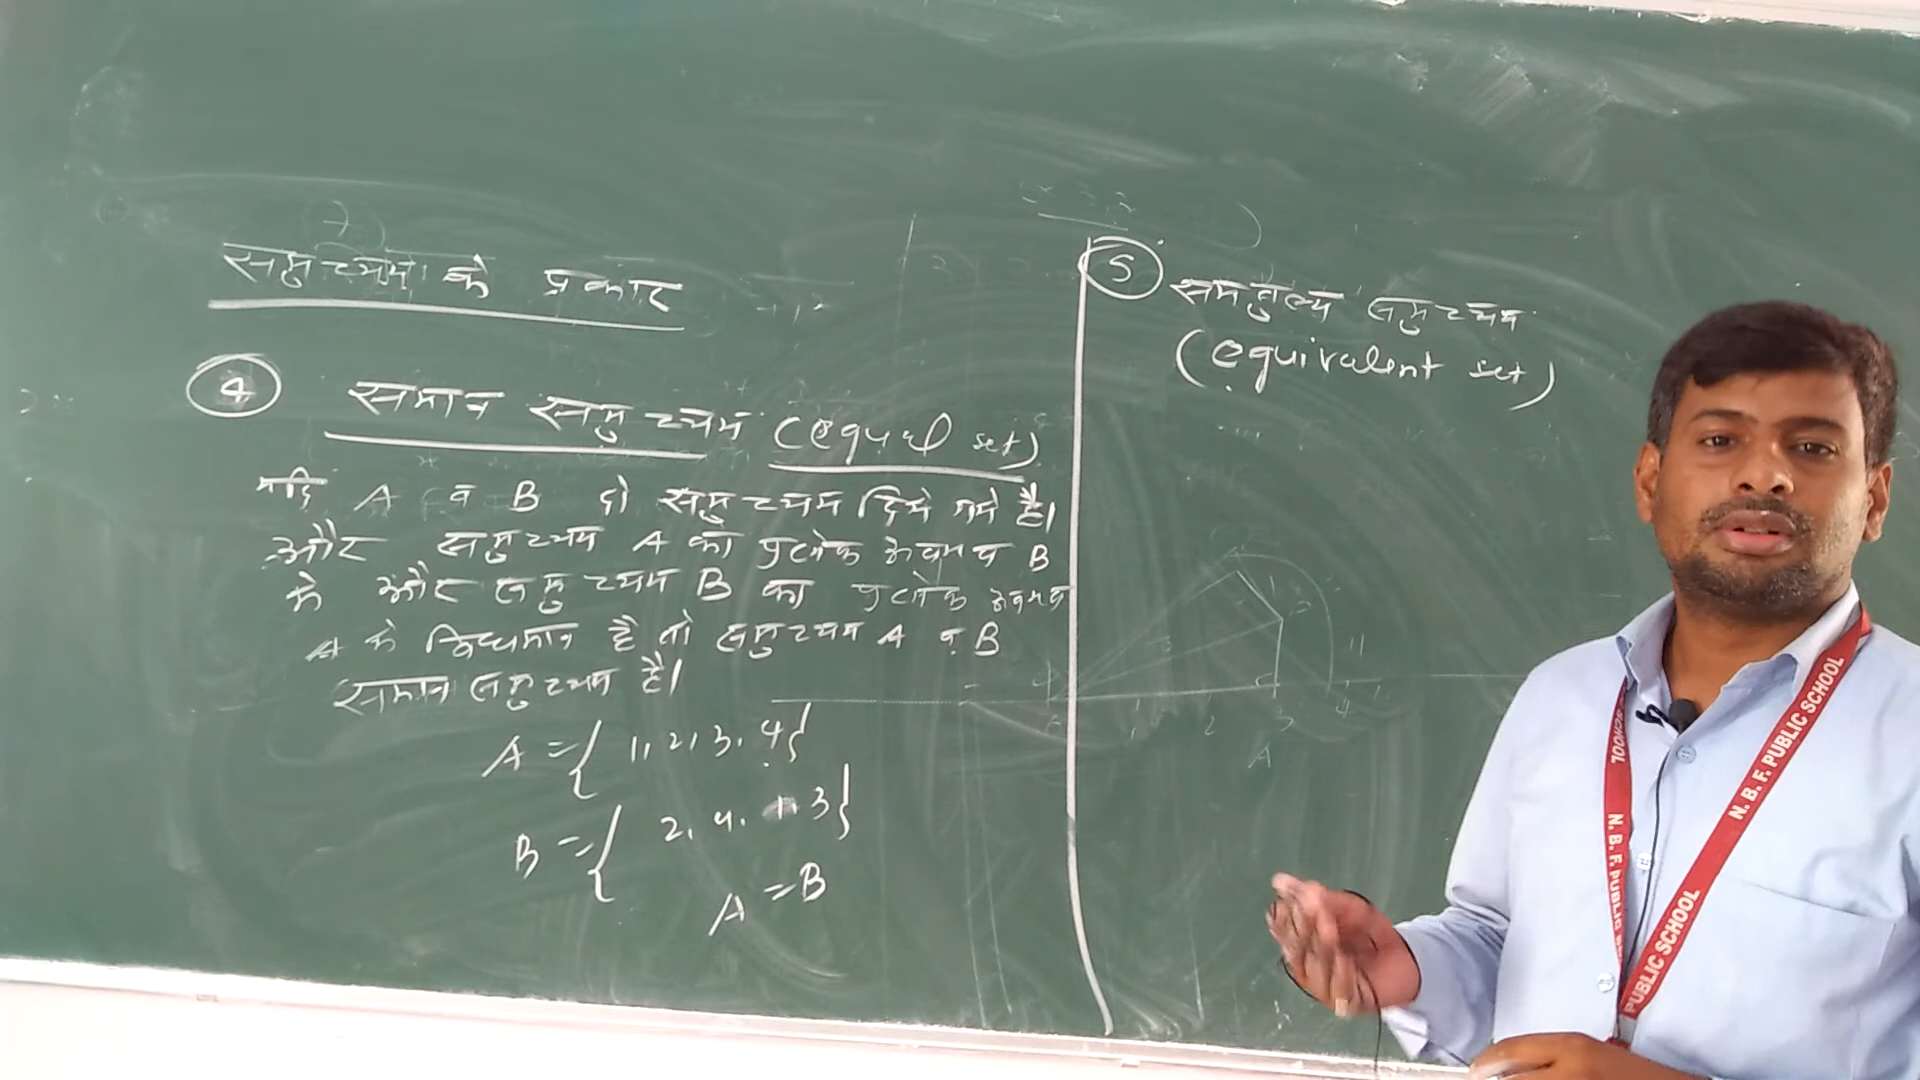 समुच्चय के प्रकार
4 समान समुच्चय (equal set)
यदि A व B दो समुच्चय दिये गये है।
और समुच्चय A का प्रत्येक अवयव B
मे और समुच्चय B का प्रत्येक अवयव
A मे विद्यमान है तो समुच्चय A व B
समान समुच्चय है।
A = { 1, 2, 3, 4}
B = { 2, 4, 1, 3}
A = B
5 समतुल्य समुच्चय
(equivalent set)
N. B. F. PUBLIC SCHOOL
PUBLIC SCHOOL
N. B. F. PUBLIC